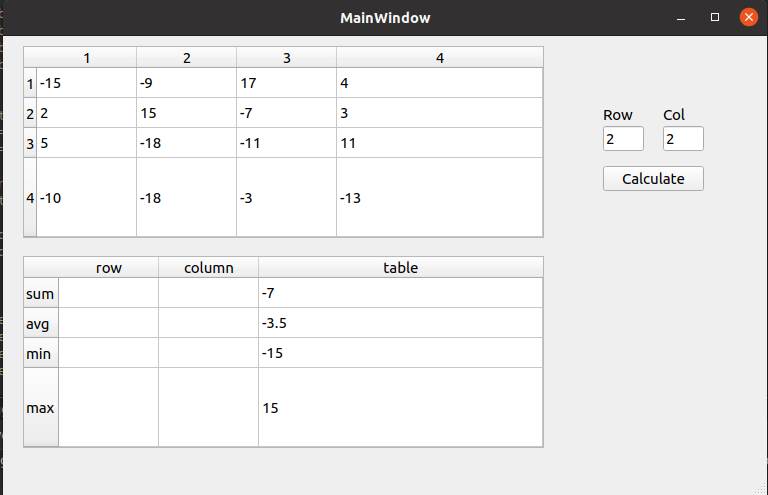 MainWindow
1 2 3 4
1 -15 -9 17 4
2 2 15 -7 3
3 5 -18 -11 11
4 -10 -18 -3 -13
Row Col
2 2
Calculate
row column table
sum -7
avg -3.5
min -15
max 15